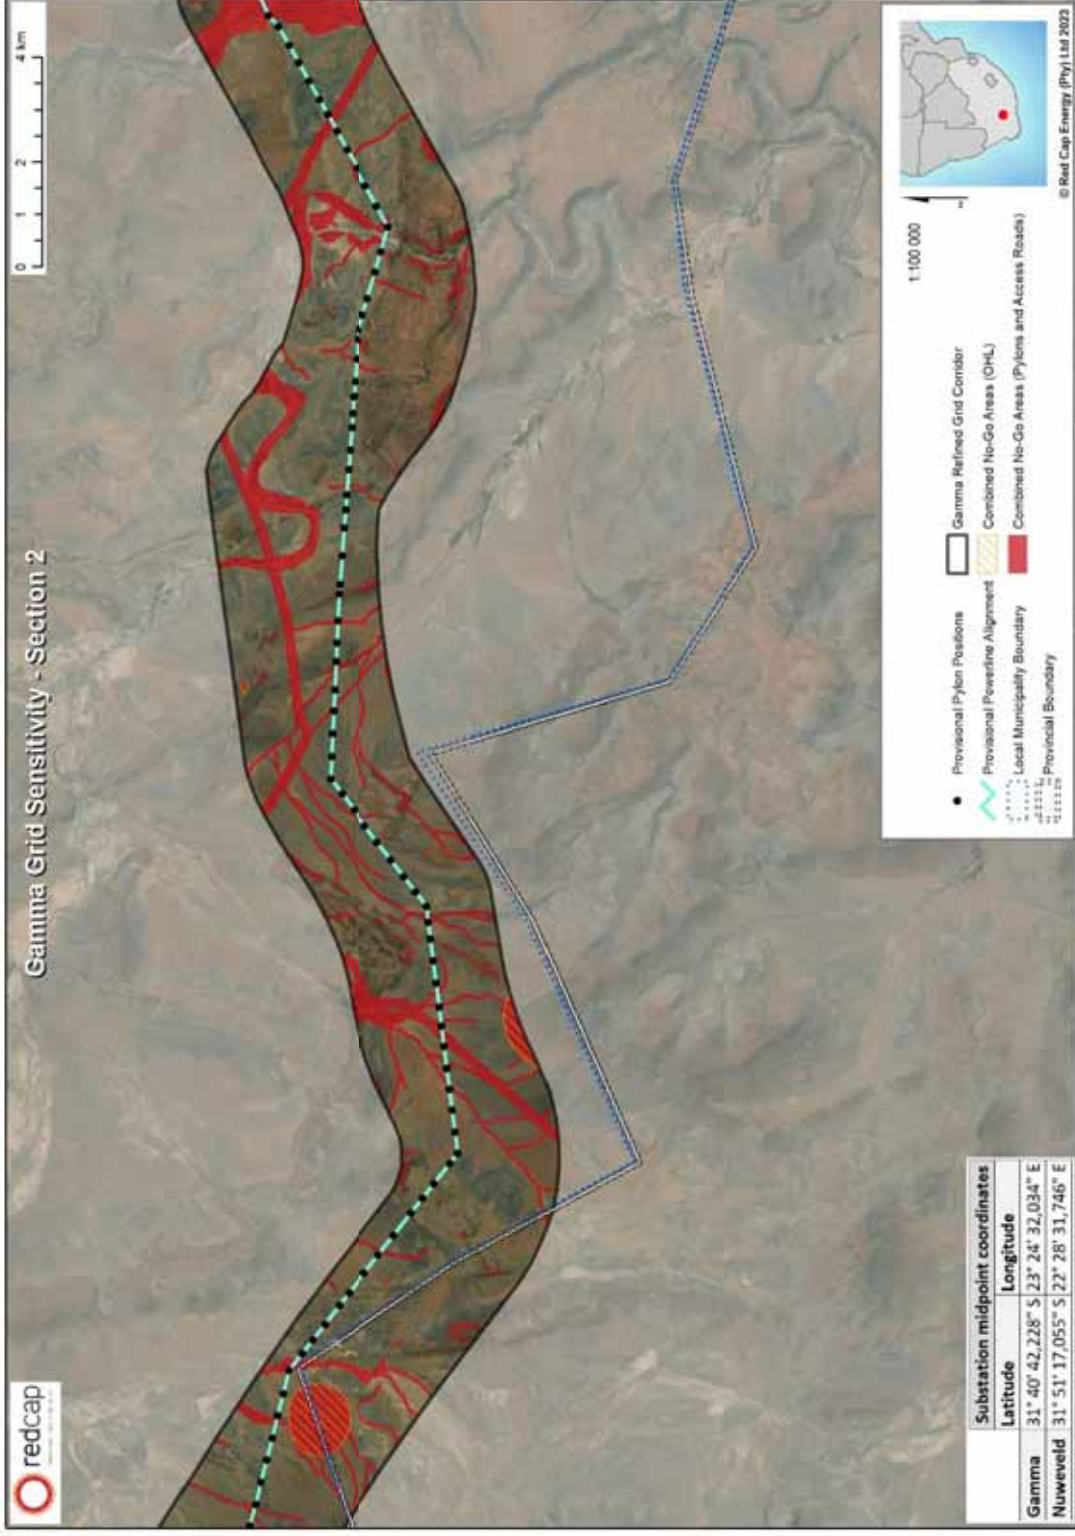 Gamma Grid Sensitivity - Section 2
redcap
0 1 2 4 km
Substation midpoint coordinates
Latitude Longitude
Gamma 31° 40' 42,228" S 23° 24' 32,034" E
Nuweveld 31° 51' 17,055" S 22° 28' 31,746" E
Provisional Pylon Positions
Provisional Powerline Alignment
Local Municipality Boundary
Provincial Boundary
Gamma Refined Grid Corridor
Combined No-Go Areas (OHL)
Combined No-Go Areas (Pylons and Access Roads)
1:100 000
© Red Cap Energy (Pty) Ltd 2023